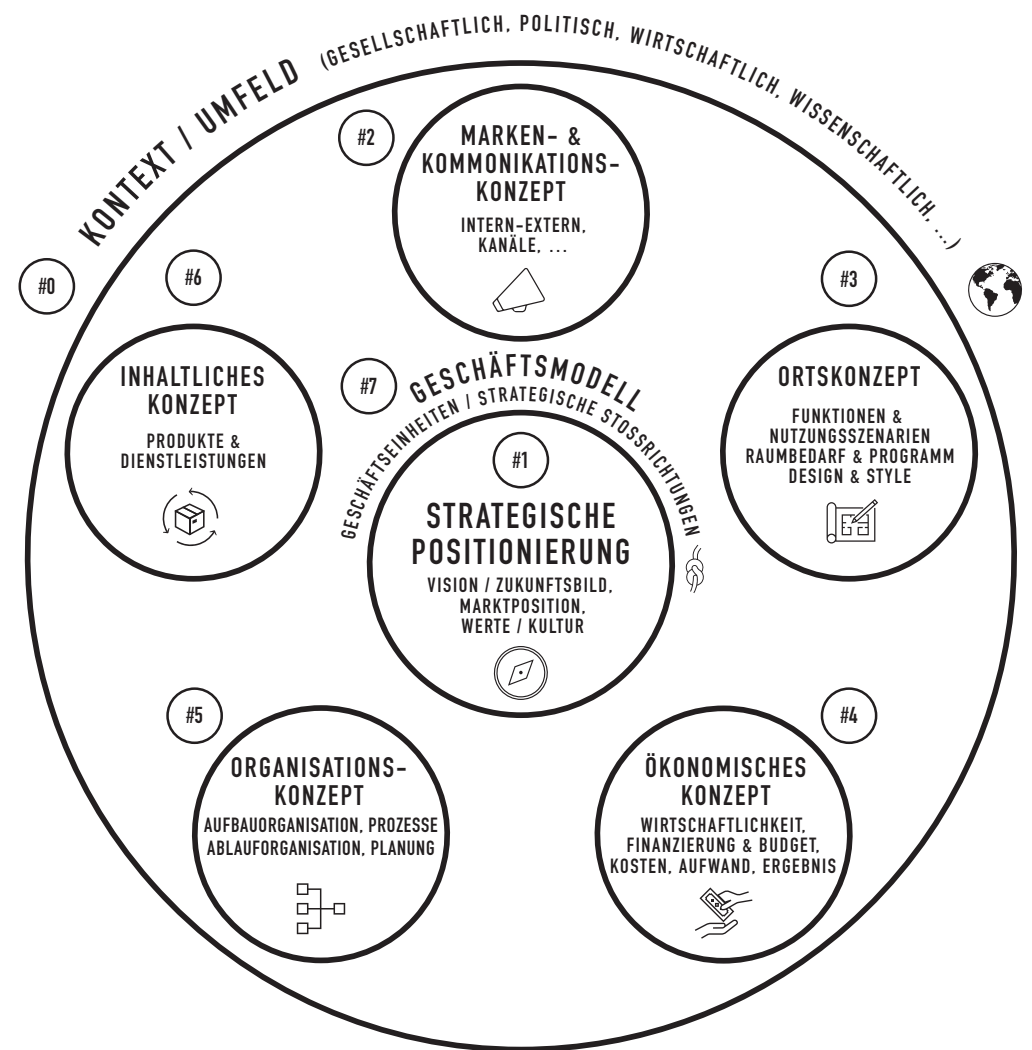 KONTEXT / UMFELD (GESELLSCHAFTLICH, POLITISCH, WIRTSCHAFTLICH, WISSENSCHAFTLICH, ...)
#0
#2
MARKEN- &
KOMMONIKATIONS-
KONZEPT
INTERN-EXTERN,
KANÄLE, ...
#6
INHALTLICHES
KONZEPT
PRODUKTE &
DIENSTLEISTUNGEN
#3
ORTSKONZEPT
FUNKTIONEN &
NUTZUNGSSZENARIEN
RAUMBEDARF & PROGRAMM
DESIGN & STYLE
#7
GESCHÄFTSMODELL
GESCHÄFTSEINHEITEN / STRATEGISCHE STOSSRICHTUNGEN
#1
STRATEGISCHE
POSITIONIERUNG
VISION / ZUKUNFTSBILD,
MARKTPOSITION,
WERTE / KULTUR
#5
ORGANISATIONS-
KONZEPT
AUFBAUORGANISATION, PROZESSE
ABLAUFORGANISATION, PLANUNG
#4
ÖKONOMISCHES
KONZEPT
WIRTSCHAFTLICHKEIT,
FINANZIERUNG & BUDGET,
KOSTEN, AUFWAND, ERGEBNIS